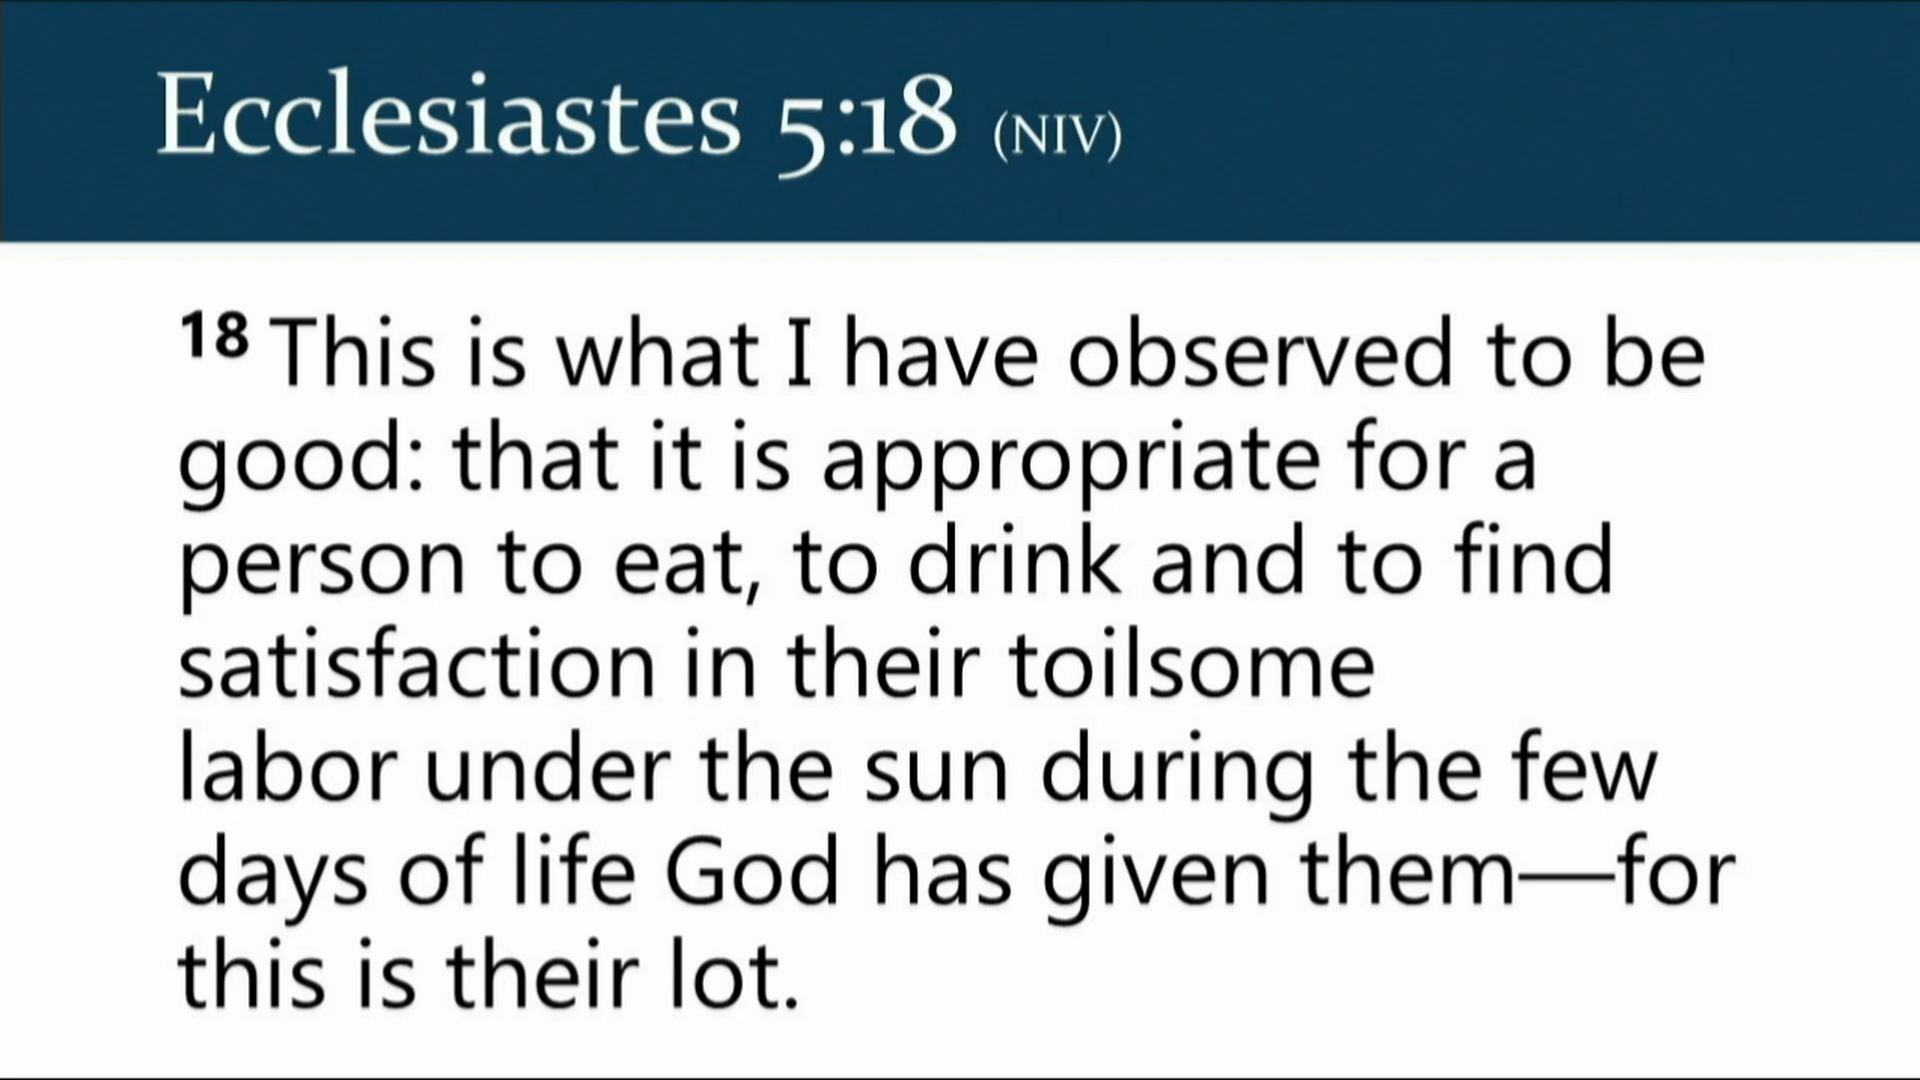 Ecclesiastes 5:18 (NIV)
18 This is what I have observed to be
good: that it is appropriate for a
person to eat, to drink and to find
satisfaction in their toilsome
labor under the sun during the few
days of life God has given them—for
this is their lot.